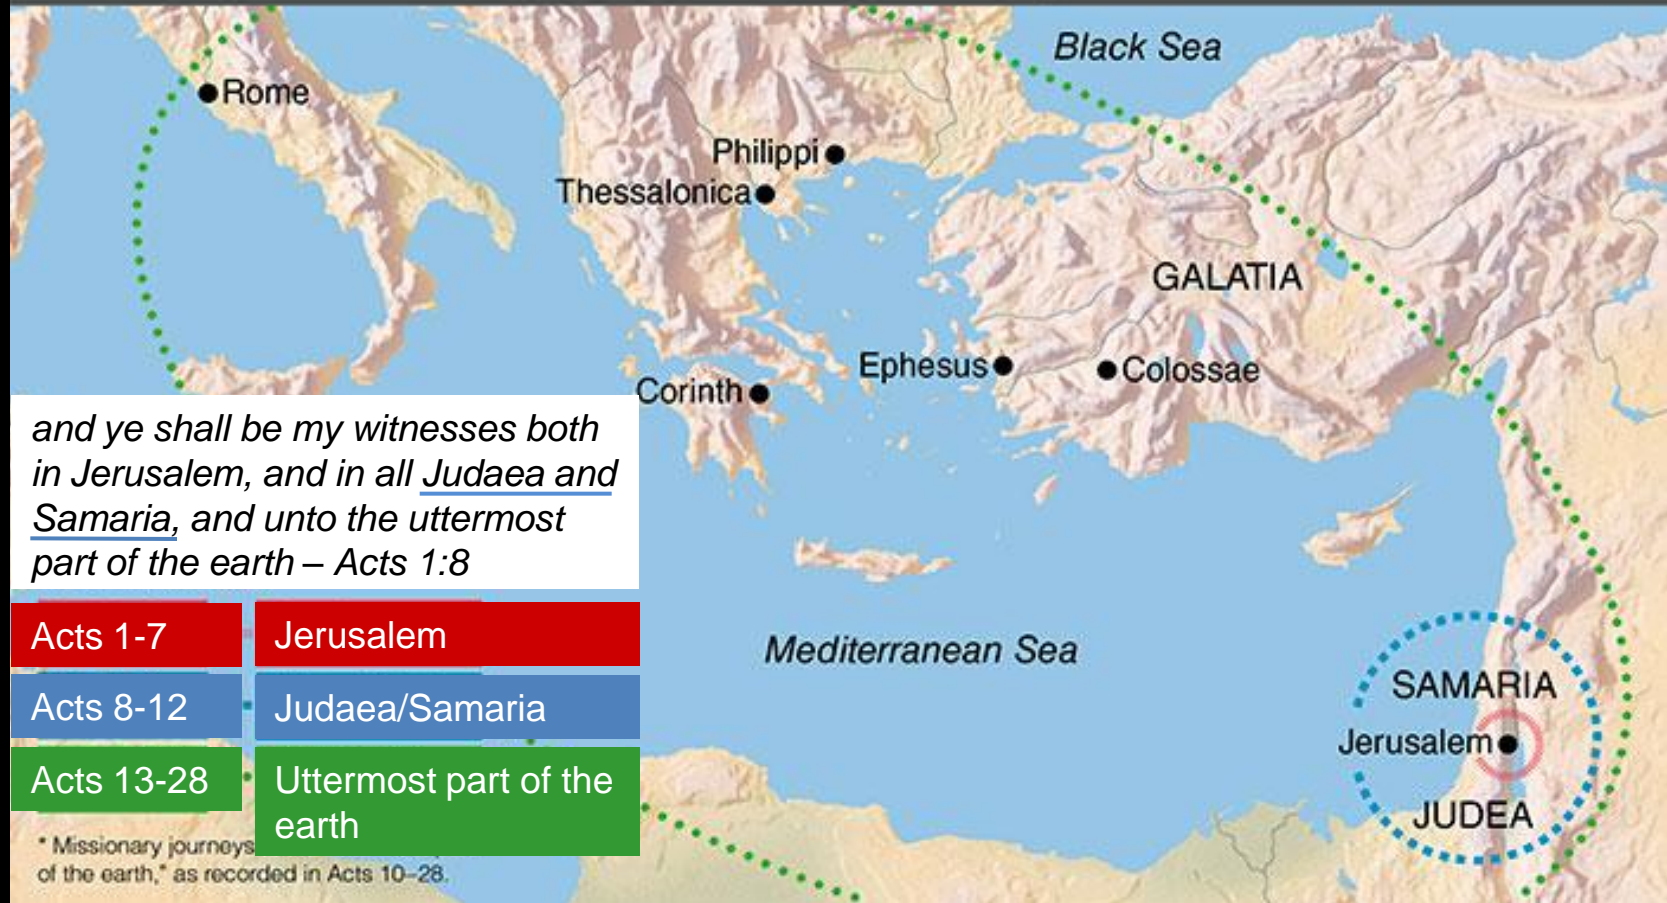 Black Sea
Rome
Philippi
Thessalonica
GALATIA
Ephesus
Colossae
Corinth
and ye shall be my witnesses both
in Jerusalem, and in all Judaea and
Samaria, and unto the uttermost
part of the earth – Acts 1:8
Mediterranean Sea
Acts 1-7 Jerusalem
Acts 8-12 Judaea/Samaria
Acts 13-28 Uttermost part of the
earth
SAMARIA
Jerusalem
JUDEA
* Missionary journeys
of the earth," as recorded in Acts 10–28.